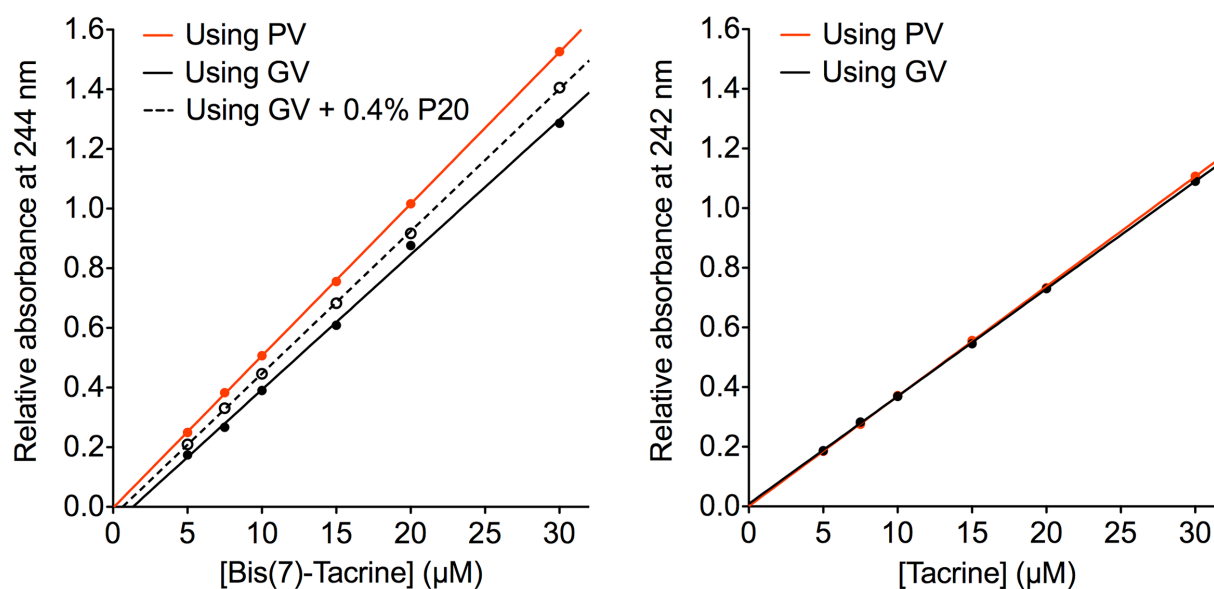 Relative absorbance at 244 nm
1.6
1.4
1.2
1.0
0.8
0.6
0.4
0.2
0.0
Using PV
Using GV
Using GV + 0.4% P20
0 5 10 15 20 25 30
[Bis(7)-Tacrine] (µM)
Relative absorbance at 242 nm
1.6
1.4
1.2
1.0
0.8
0.6
0.4
0.2
0.0
Using PV
Using GV
0 5 10 15 20 25 30
[Tacrine] (µM)